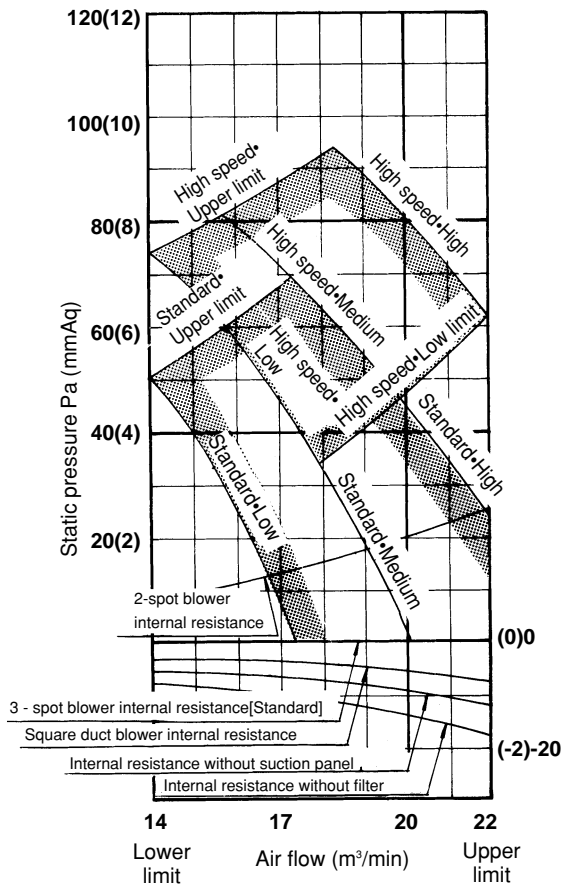 120(12)
100(10)
80(8)
60(6)
40(4)
20(2)
Static pressure Pa (mmAq)
High speed•
Upper limit
High speed•High
Standard•
Upper limit
High speed•Medium
High speed•
Low
High speed•Low limit
Standard•High
Standard•Low
Standard•Medium
2-spot blower
internal resistance
(0)0
3 - spot blower internal resistance[Standard]
Square duct blower internal resistance
Internal resistance without suction panel
(-2)-20
Internal resistance without filter
14
17
20
22
Lower
limit
Air flow (m³/min)
Upper
limit